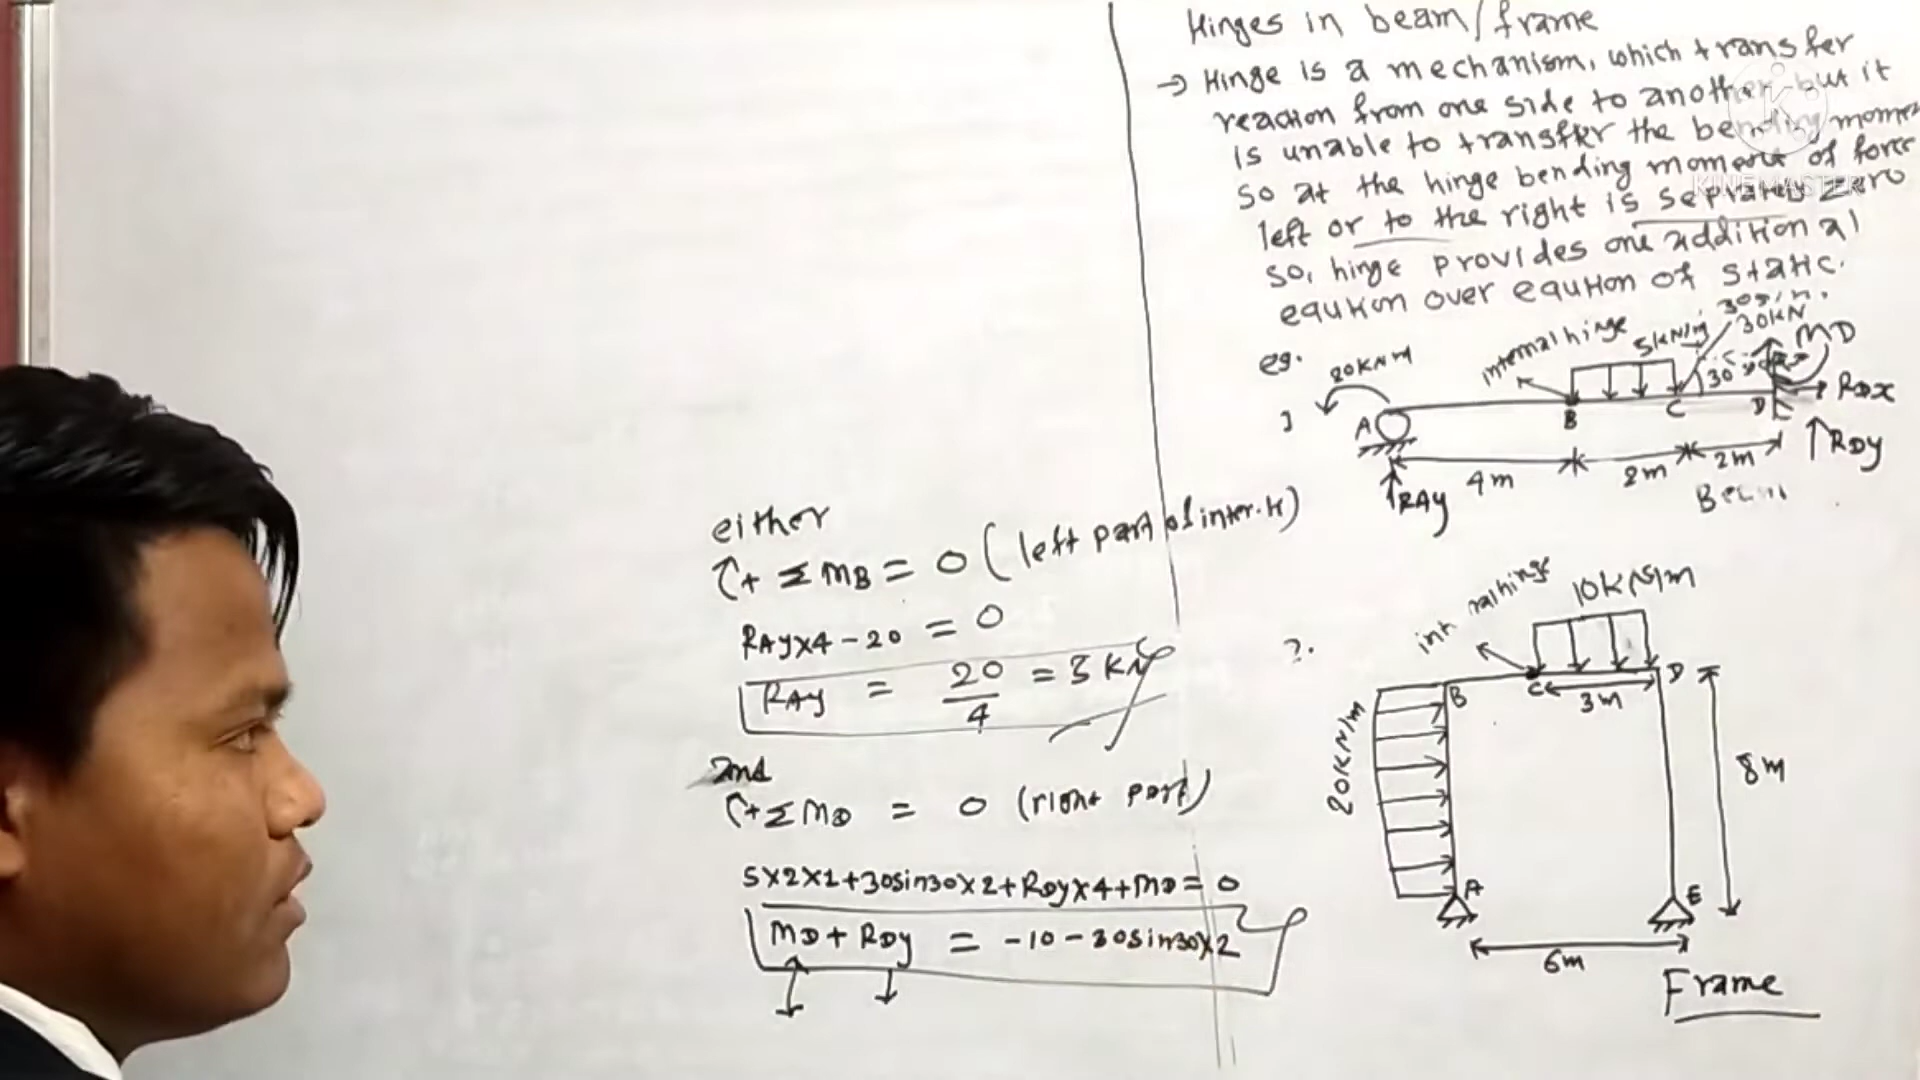 Hinges in beam/frame
→ Hinge is a mechanism, which transfer
reaction from one side to another but it
is unable to transfer the bending momen
so at the hinge bending moment of force
left or to the right is seprated zero
so, hinge provides one additional
eqution over eqution of static.
KINEMASTER
eg.
20KNM
internal hinge
5KN/m
30sin.
30KN
30°
MD
RDX
A
B
C
D
RDY
4m
2m
2m
RAY
Beam
either
+ ΣMB = 0 (left part of inter.H)
RAY×4-20 = 0
RAY = 20/4 = 5 KN
2nd
+ ΣMD = 0 (right part)
5×2×1+30sin30×2+RDY×4+MD=0
MD+RDY = -10-30sin30×2
2.
10KN/m
B
C
D
3m
20KN/m
8m
A
E
6m
Frame